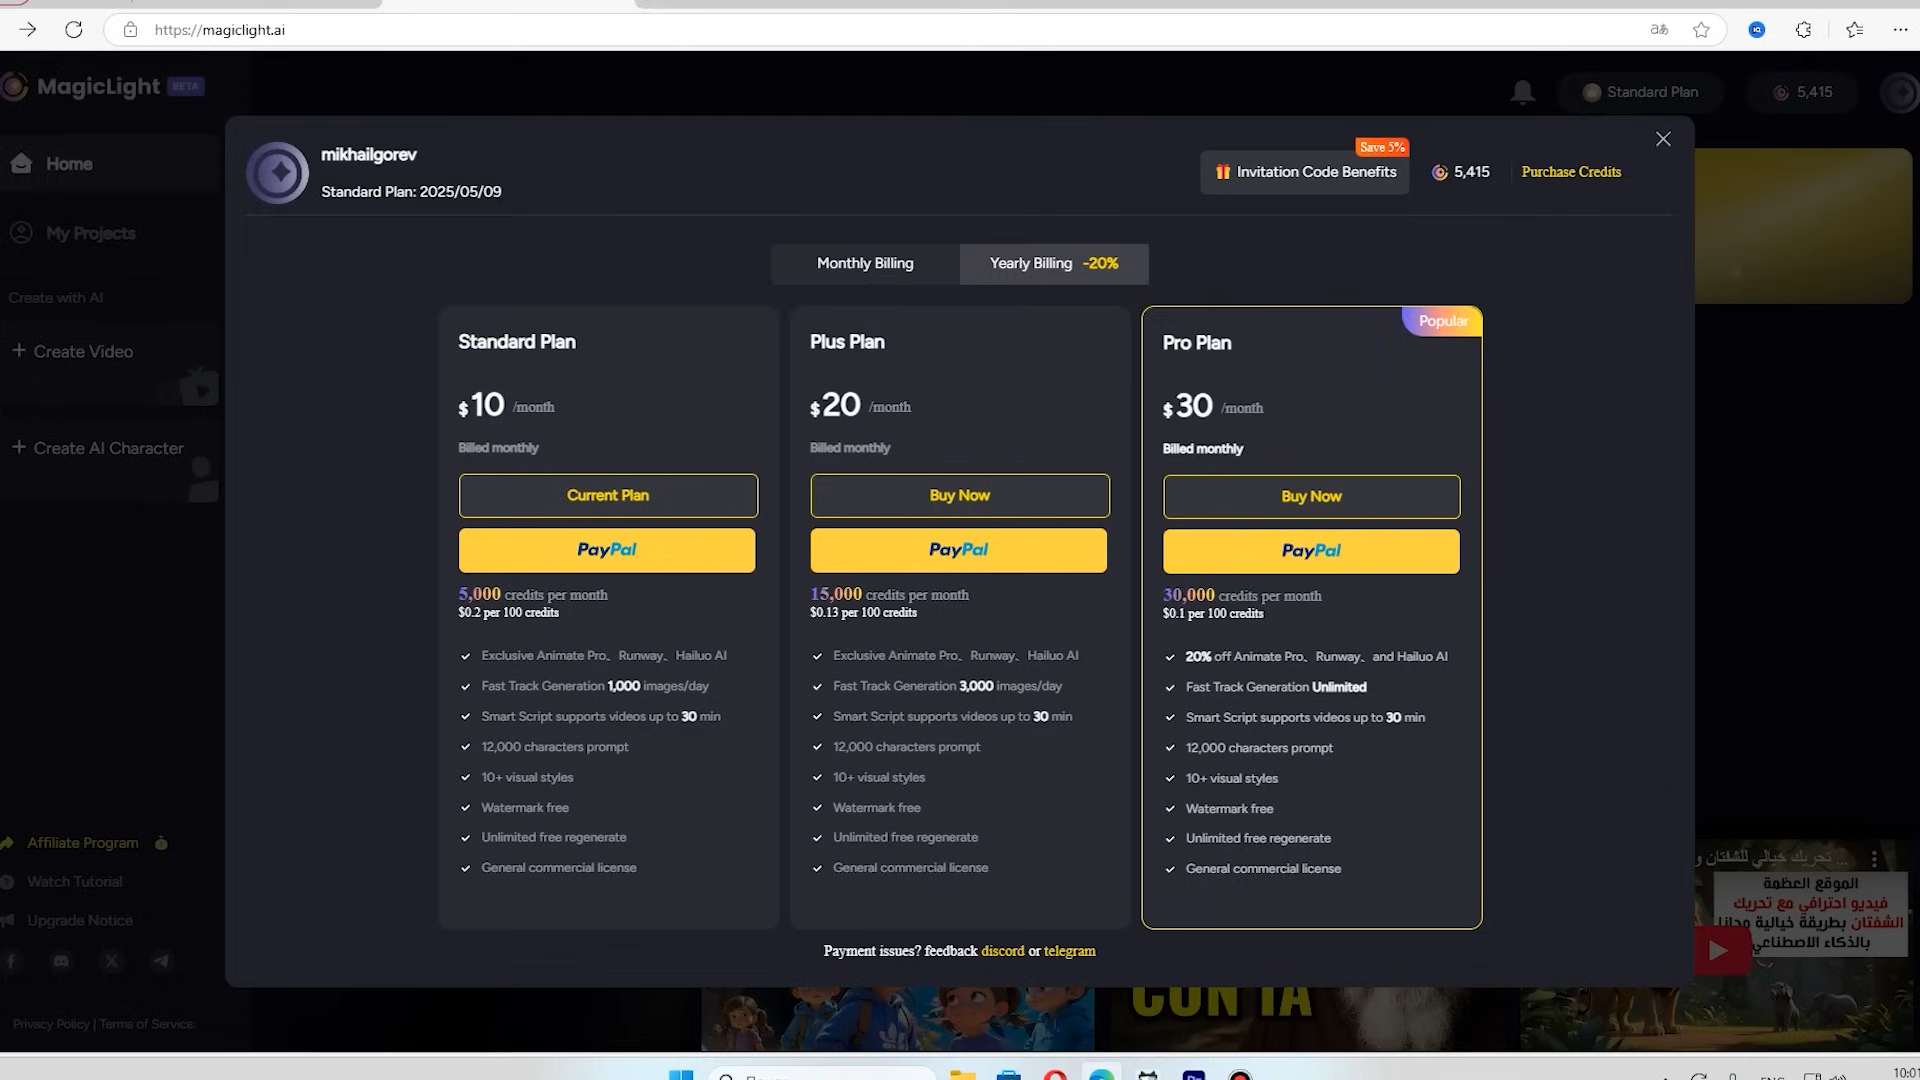 https://magiclight.ai
MagicLight BETA
Standard Plan
5,415
Home
My Projects
Create with AI
+ Create Video
+ Create AI Character
Affiliate Program
Watch Tutorial
Upgrade Notice
Privacy Policy | Terms of Service
mikhailgorev
Standard Plan: 2025/05/09
Save 5%
Invitation Code Benefits
5,415
Purchase Credits
Monthly Billing
Yearly Billing -20%
Standard Plan
$10 /month
Billed monthly
Current Plan
PayPal
5,000 credits per month
$0.2 per 100 credits
Exclusive Animate Pro、Runway、Hailuo AI
Fast Track Generation 1,000 images/day
Smart Script supports videos up to 30 min
12,000 characters prompt
10+ visual styles
Watermark free
Unlimited free regenerate
General commercial license
Plus Plan
$20 /month
Billed monthly
Buy Now
PayPal
15,000 credits per month
$0.13 per 100 credits
Exclusive Animate Pro、Runway、Hailuo AI
Fast Track Generation 3,000 images/day
Smart Script supports videos up to 30 min
12,000 characters prompt
10+ visual styles
Watermark free
Unlimited free regenerate
General commercial license
Popular
Pro Plan
$30 /month
Billed monthly
Buy Now
PayPal
30,000 credits per month
$0.1 per 100 credits
20% off Animate Pro、Runway、and Hailuo AI
Fast Track Generation Unlimited
Smart Script supports videos up to 30 min
12,000 characters prompt
10+ visual styles
Watermark free
Unlimited free regenerate
General commercial license
Payment issues? feedback discord or telegram
تحريك خيالي للشفتان و ...
الموقع العظمة
فيديو احترافي مع تحريك
الشفتان بطريقة خيالية مجانا
بالذكاء الاصطناعي
CON IA
10:01